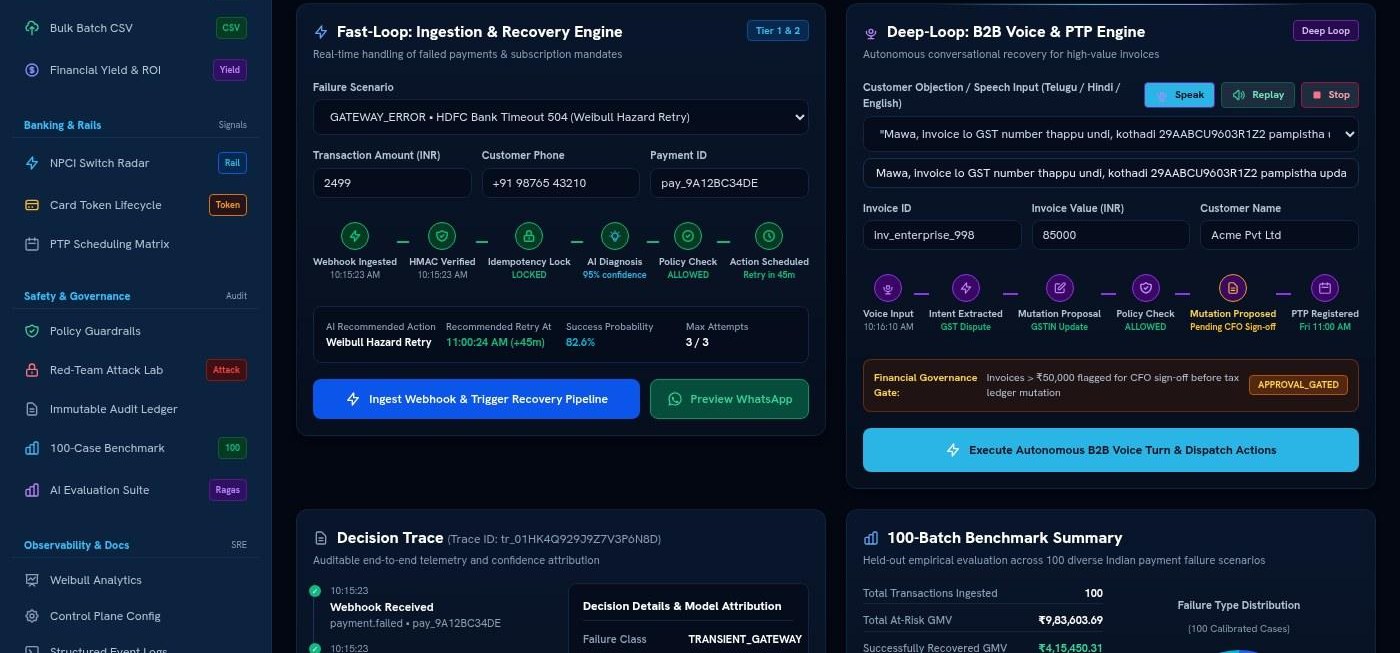 Bulk Batch CSV CSV
Financial Yield & ROI Yield
Banking & Rails Signals
NPCI Switch Radar Rail
Card Token Lifecycle Token
PTP Scheduling Matrix
Safety & Governance Audit
Policy Guardrails
Red-Team Attack Lab Attack
Immutable Audit Ledger
100-Case Benchmark 100
AI Evaluation Suite Ragas
Observability & Docs SRE
Weibull Analytics
Control Plane Config
Structured Event Logs
Fast-Loop: Ingestion & Recovery Engine Tier 1 & 2
Real-time handling of failed payments & subscription mandates
Failure Scenario
GATEWAY_ERROR • HDFC Bank Timeout 504 (Weibull Hazard Retry)
Transaction Amount (INR) Customer Phone Payment ID
2499 +91 98765 43210 pay_9A12BC34DE
Webhook Ingested HMAC Verified Idempotency Lock AI Diagnosis Policy Check Action Scheduled
10:15:23 AM 10:15:23 AM LOCKED 95% confidence ALLOWED Retry in 45m
AI Recommended Action Recommended Retry At Success Probability Max Attempts
Weibull Hazard Retry 11:00:24 AM (+45m) 82.6% 3 / 3
Ingest Webhook & Trigger Recovery Pipeline Preview WhatsApp
Deep-Loop: B2B Voice & PTP Engine Deep Loop
Autonomous conversational recovery for high-value invoices
Customer Objection / Speech Input (Telugu / Hindi /
English)
Speak Replay Stop
"Mawa, invoice lo GST number thappu undi, kothadi 29AABCU9603R1Z2 pampistha
Mawa, invoice lo GST number thappu undi, kothadi 29AABCU9603R1Z2 pampistha upda
Invoice ID Invoice Value (INR) Customer Name
inv_enterprise_998 85000 Acme Pvt Ltd
Voice Input Intent Extracted Mutation Proposal Policy Check Mutation Proposed PTP Registered
10:16:10 AM GST Dispute GSTIN Update ALLOWED Pending CFO Sign-off Fri 11:00 AM
Financial Governance
Gate:
Invoices > ₹50,000 flagged for CFO sign-off before tax
ledger mutation
APPROVAL_GATED
Execute Autonomous B2B Voice Turn & Dispatch Actions
Decision Trace (Trace ID: tr_01HK4Q929J9Z7V3P6N8D)
Auditable end-to-end telemetry and confidence attribution
10:15:23
Webhook Received
payment.failed • pay_9A12BC34DE
10:15:23
Decision Details & Model Attribution
Failure Class TRANSIENT_GATEWAY
100-Batch Benchmark Summary
Held-out empirical evaluation across 100 diverse Indian payment failure scenarios
Total Transactions Ingested 100
Total At-Risk GMV ₹9,83,603.69
Successfully Recovered GMV ₹4,15,450.31
Failure Type Distribution
(100 Calibrated Cases)